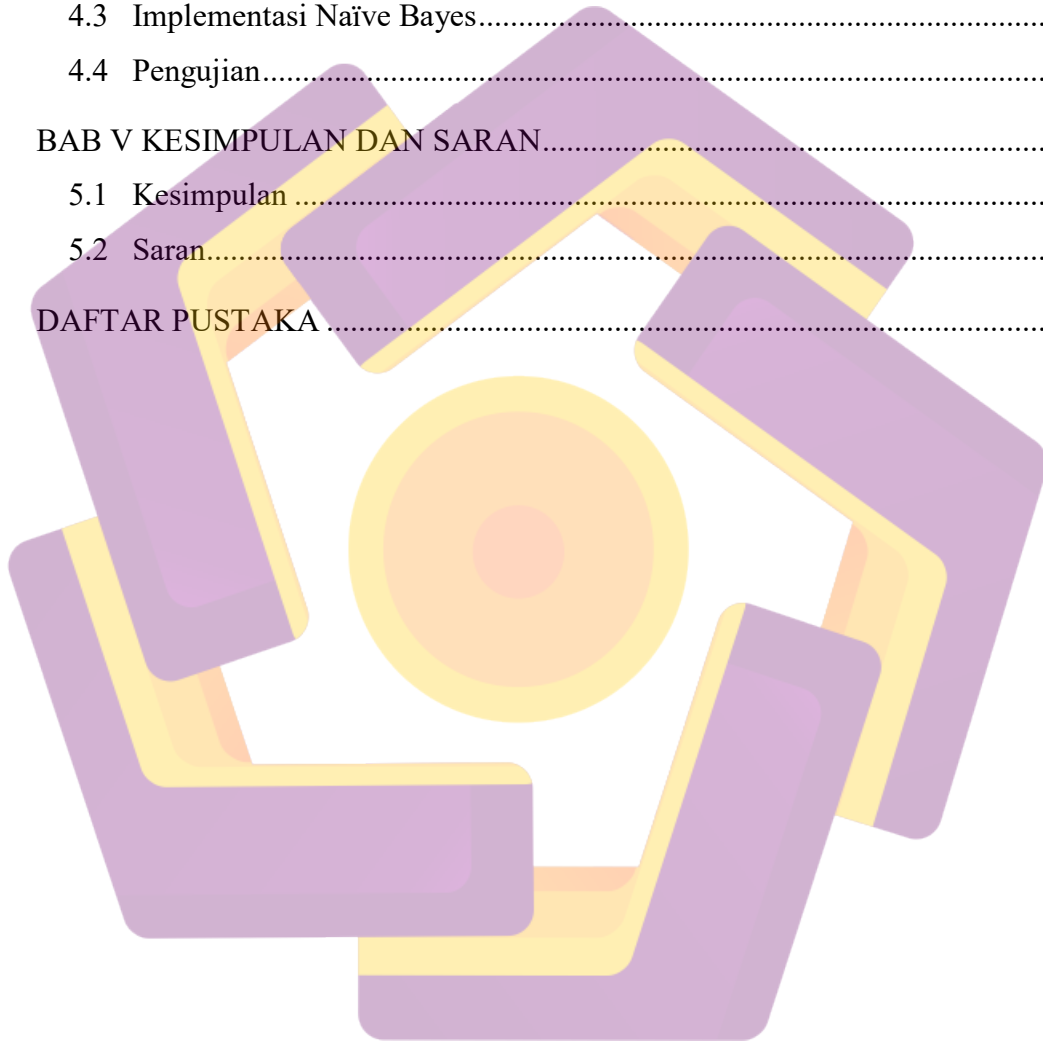 4.3 Implementasi Naïve Bayes..........................................................................
4.4 Pengujian....................................................................................................
BAB V KESIMPULAN DAN SARAN................................................................
5.1 Kesimpulan ................................................................................................
5.2 Saran...........................................................................................................
DAFTAR PUSTAKA ..........................................................................................